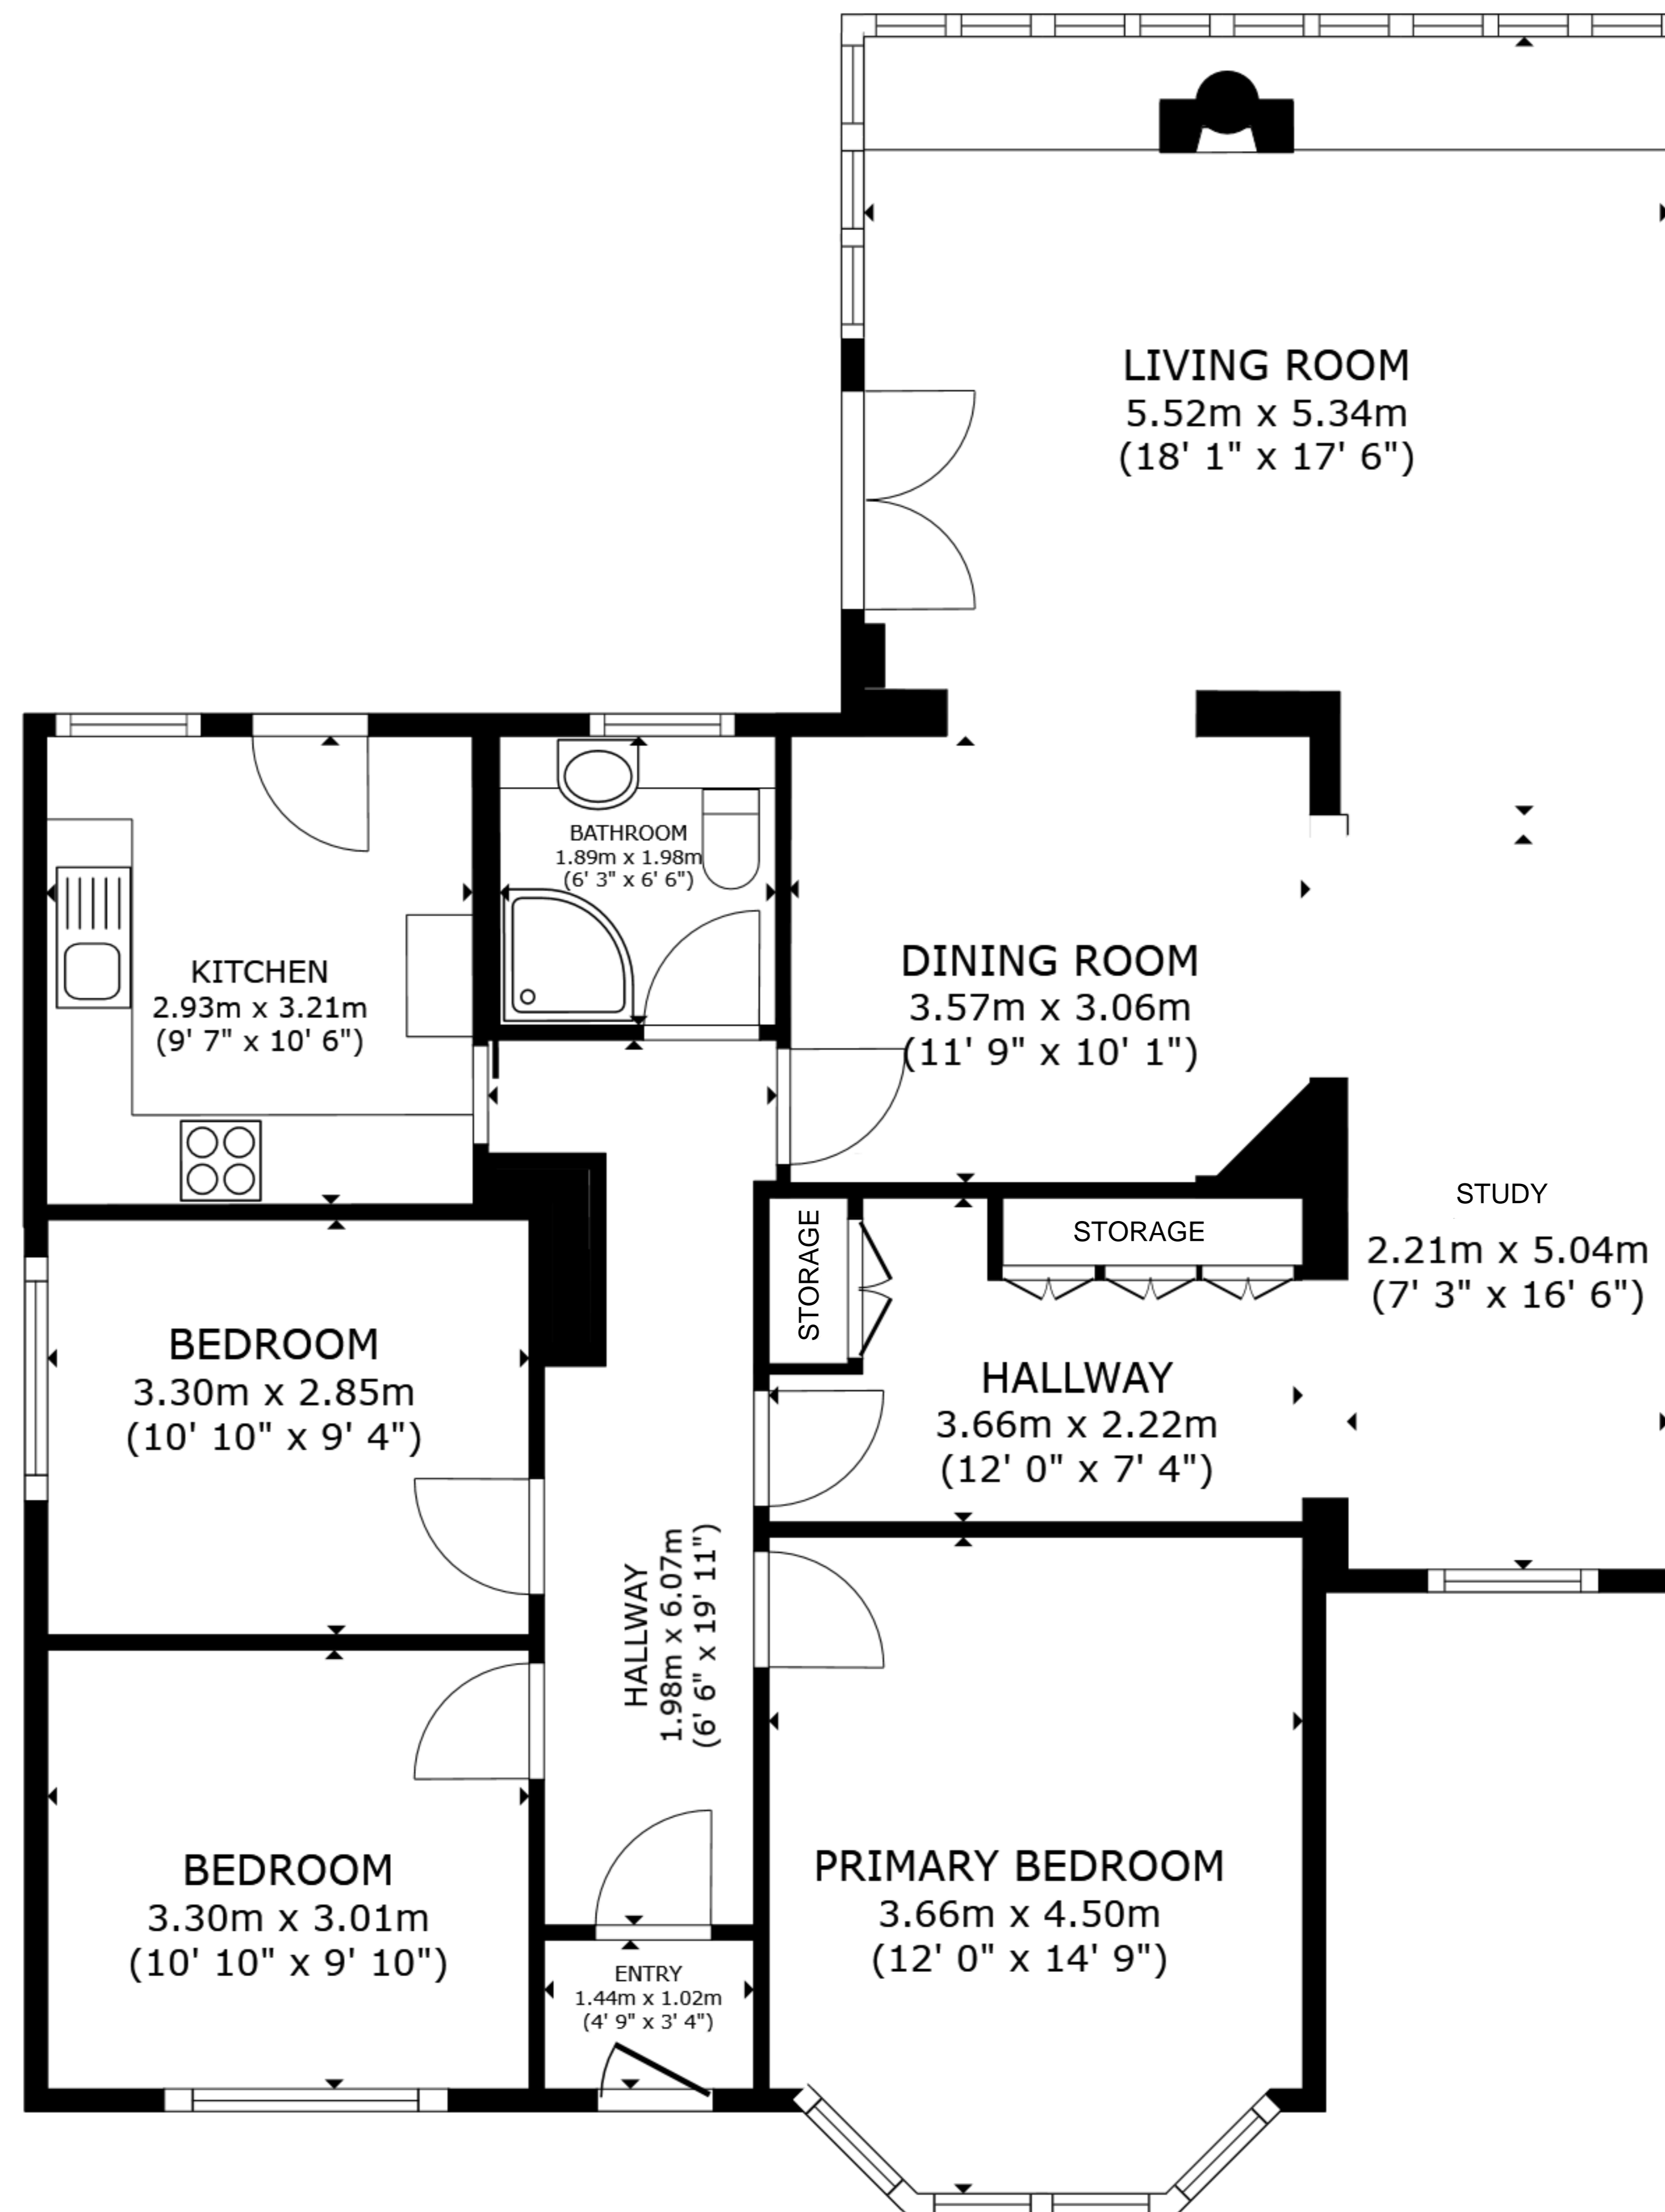 LIVING ROOM
5.52m x 5.34m
(18' 1" x 17' 6")
BATHROOM
1.89m x 1.98m
(6' 3" x 6' 6")
KITCHEN
2.93m x 3.21m
(9' 7" x 10' 6")
DINING ROOM
3.57m x 3.06m
(11' 9" x 10' 1")
STORAGE
STORAGE
STUDY
2.21m x 5.04m
(7' 3" x 16' 6")
BEDROOM
3.30m x 2.85m
(10' 10" x 9' 4")
HALLWAY
3.66m x 2.22m
(12' 0" x 7' 4")
HALLWAY
1.98m x 6.07m
(6' 6" x 19' 11")
BEDROOM
3.30m x 3.01m
(10' 10" x 9' 10")
PRIMARY BEDROOM
3.66m x 4.50m
(12' 0" x 14' 9")
ENTRY
1.44m x 1.02m
(4' 9" x 3' 4")